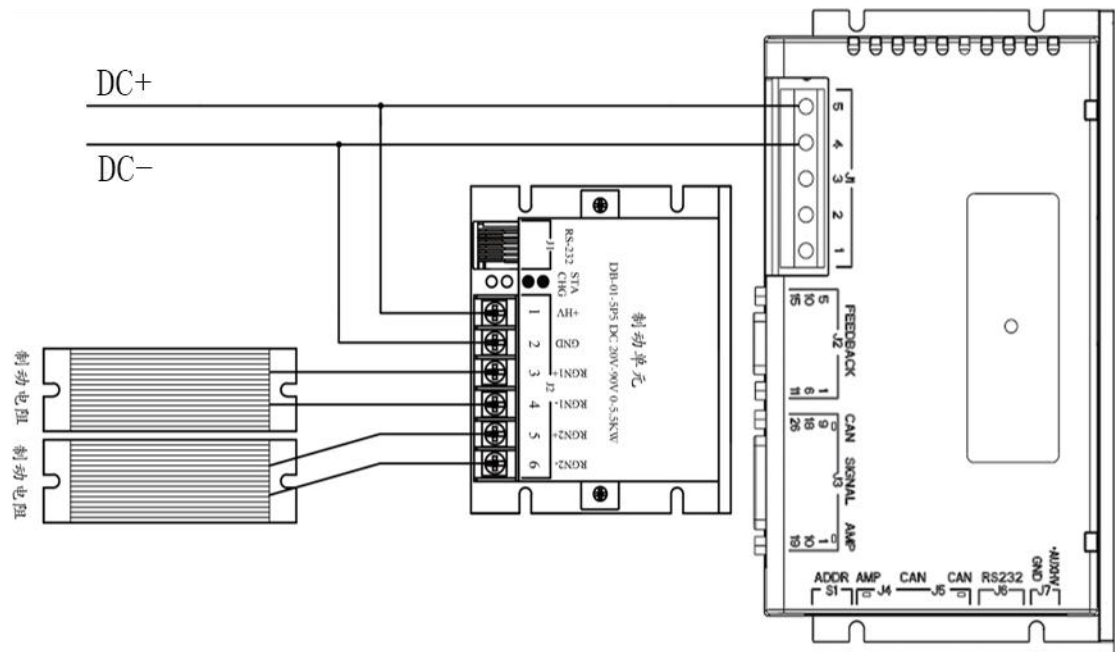 DC+
DC−
制动电阻
制动电阻
RS-232
J1
STA
CHG
1
+HV
2
GND
3
RGN1+
4
RGN1-
5
RGN2+
6
RGN2-
J2
DB-01-5P5 DC 20V-90V 0-5.5KW
制动单元
5
4
3
2
1
J1
5
10
15
1
6
11
FEEDBACK
J2
9
18
26
1
10
19
CAN SIGNAL AMP
J3
ADDR AMP CAN CAN RS232
S1 J4 J5 J6 J7
GND
+AUXHV